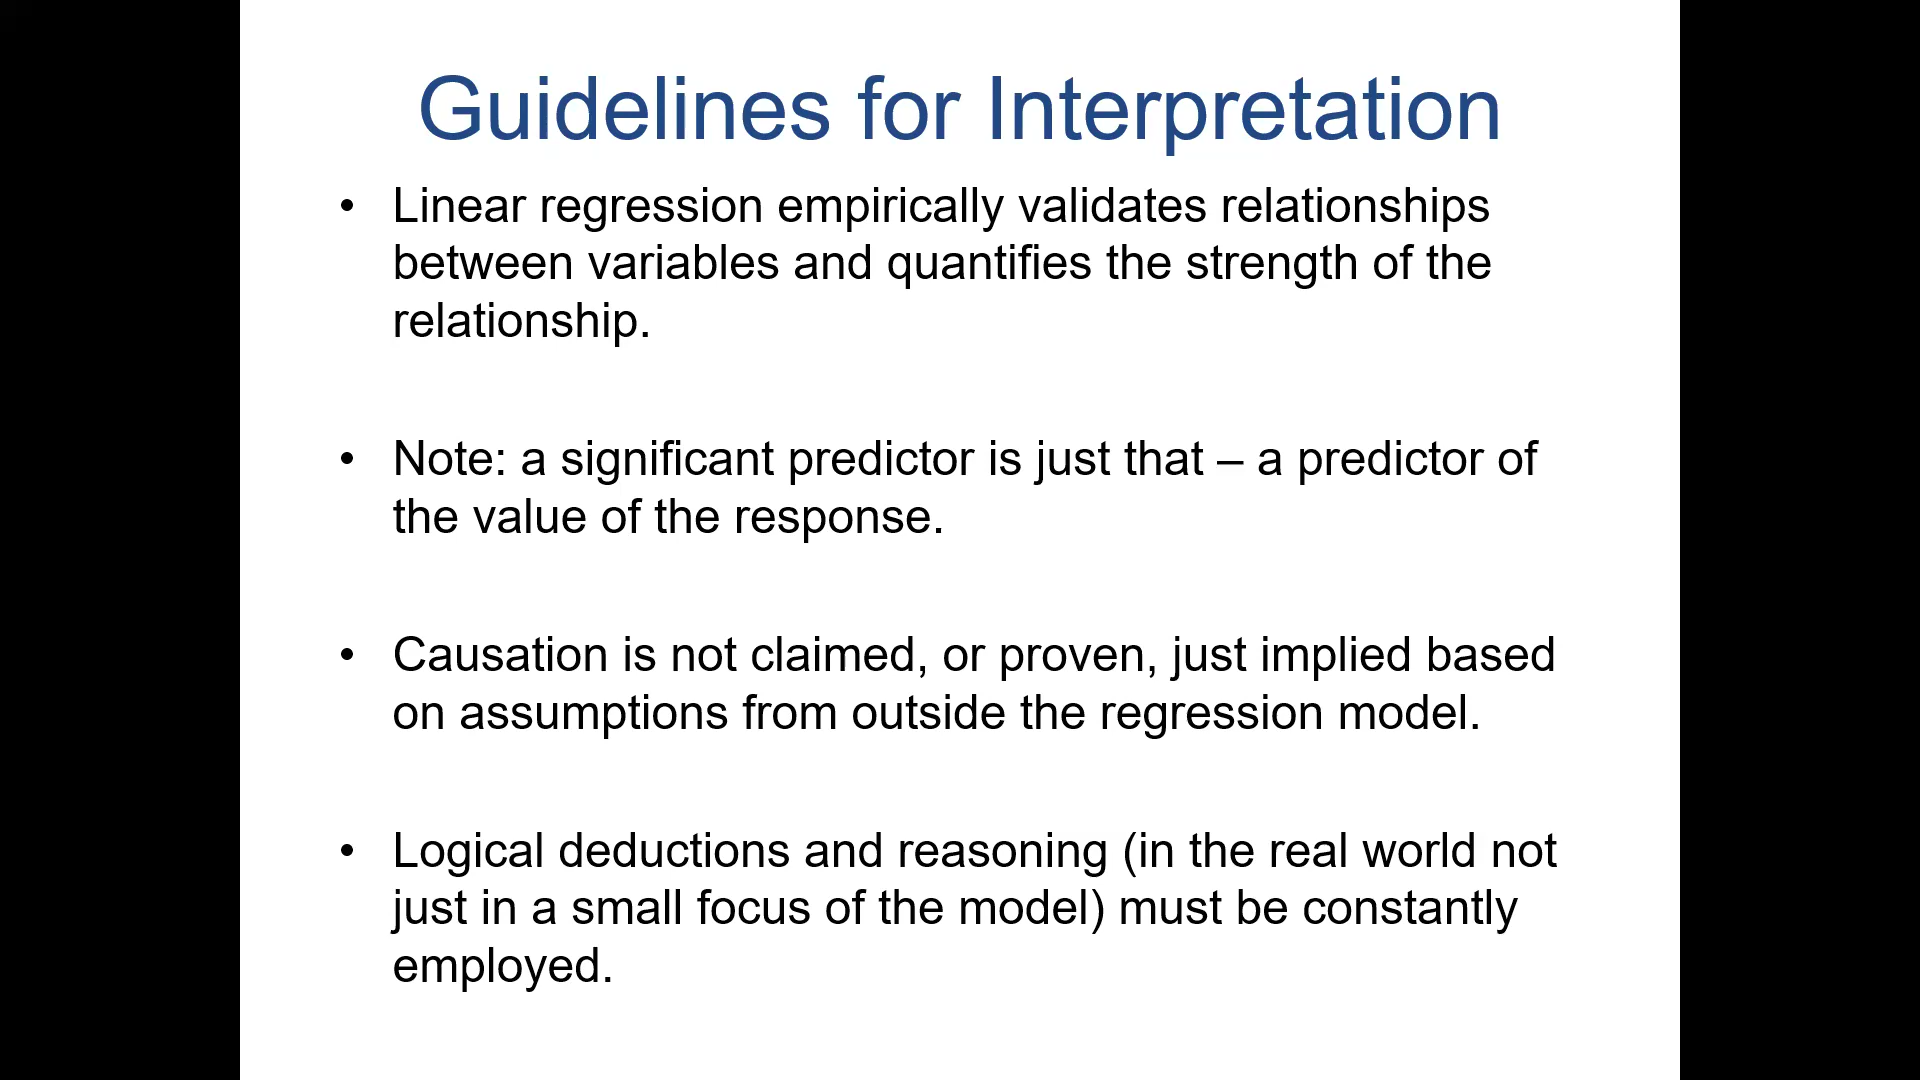 Guidelines for Interpretation
• Linear regression empirically validates relationships
between variables and quantifies the strength of the
relationship.
• Note: a significant predictor is just that – a predictor of
the value of the response.
• Causation is not claimed, or proven, just implied based
on assumptions from outside the regression model.
• Logical deductions and reasoning (in the real world not
just in a small focus of the model) must be constantly
employed.